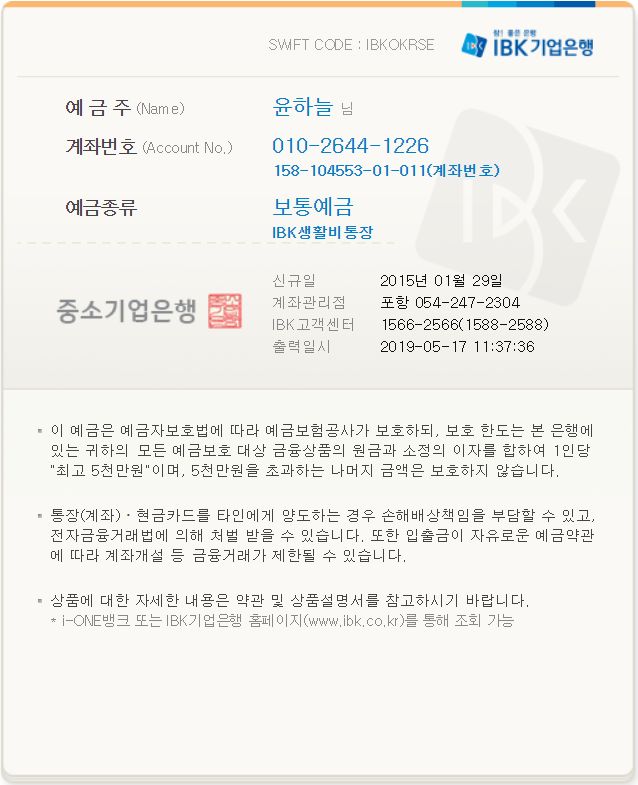 SWIFT CODE : IBKOKRSE
참! 좋은 은행
IBK기업은행
예 금 주 (Name) 윤하늘 님
계좌번호 (Account No.) 010-2644-1226
158-104553-01-011(계좌번호)
예금종류 보통예금
IBK생활비통장
IBK
신규일 2015년 01월 29일
계좌관리점 포항 054-247-2304
중소기업은행
IBK고객센터 1566-2566(1588-2588)
출력일시 2019-05-17 11:37:36
▪ 이 예금은 예금자보호법에 따라 예금보험공사가 보호하되, 보호 한도는 본 은행에
있는 귀하의 모든 예금보호 대상 금융상품의 원금과 소정의 이자를 합하여 1인당
"최고 5천만원"이며, 5천만원을 초과하는 나머지 금액은 보호하지 않습니다.
▪ 통장(계좌)·현금카드를 타인에게 양도하는 경우 손해배상책임을 부담할 수 있고,
전자금융거래법에 의해 처벌 받을 수 있습니다. 또한 입출금이 자유로운 예금약관
에 따라 계좌개설 등 금융거래가 제한될 수 있습니다.
▪ 상품에 대한 자세한 내용은 약관 및 상품설명서를 참고하시기 바랍니다.
* i-ONE뱅크 또는 IBK기업은행 홈페이지(www.ibk.co.kr)를 통해 조회 가능